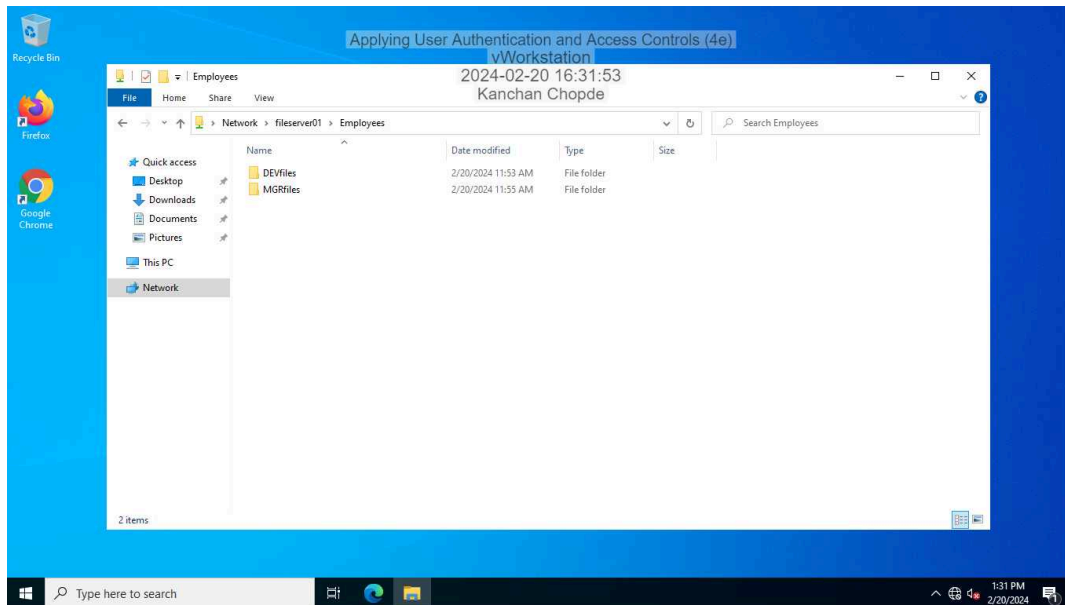 Recycle Bin
Applying User Authentication and Access Controls (4e)
vWorkstation
2024-02-20 16:31:53
Kanchan Chopde
Employees
File Home Share View
Network › fileserver01 › Employees
Search Employees
Firefox
Google
Chrome
Quick access
Desktop
Downloads
Documents
Pictures
This PC
Network
Name Date modified Type Size
DEVfiles 2/20/2024 11:53 AM File folder
MGRfiles 2/20/2024 11:55 AM File folder
2 items
Type here to search
1:31 PM
2/20/2024
1